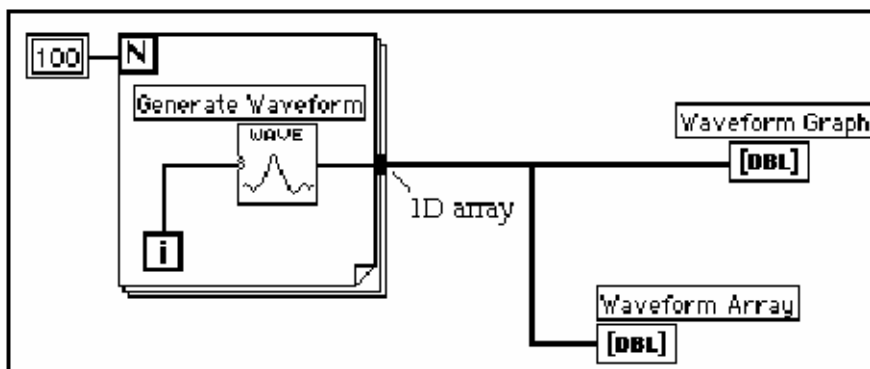 100
N
Generate Waveform
WAVE
Waveform Graph
[DBL]
1D array
i
Waveform Array
[DBL]